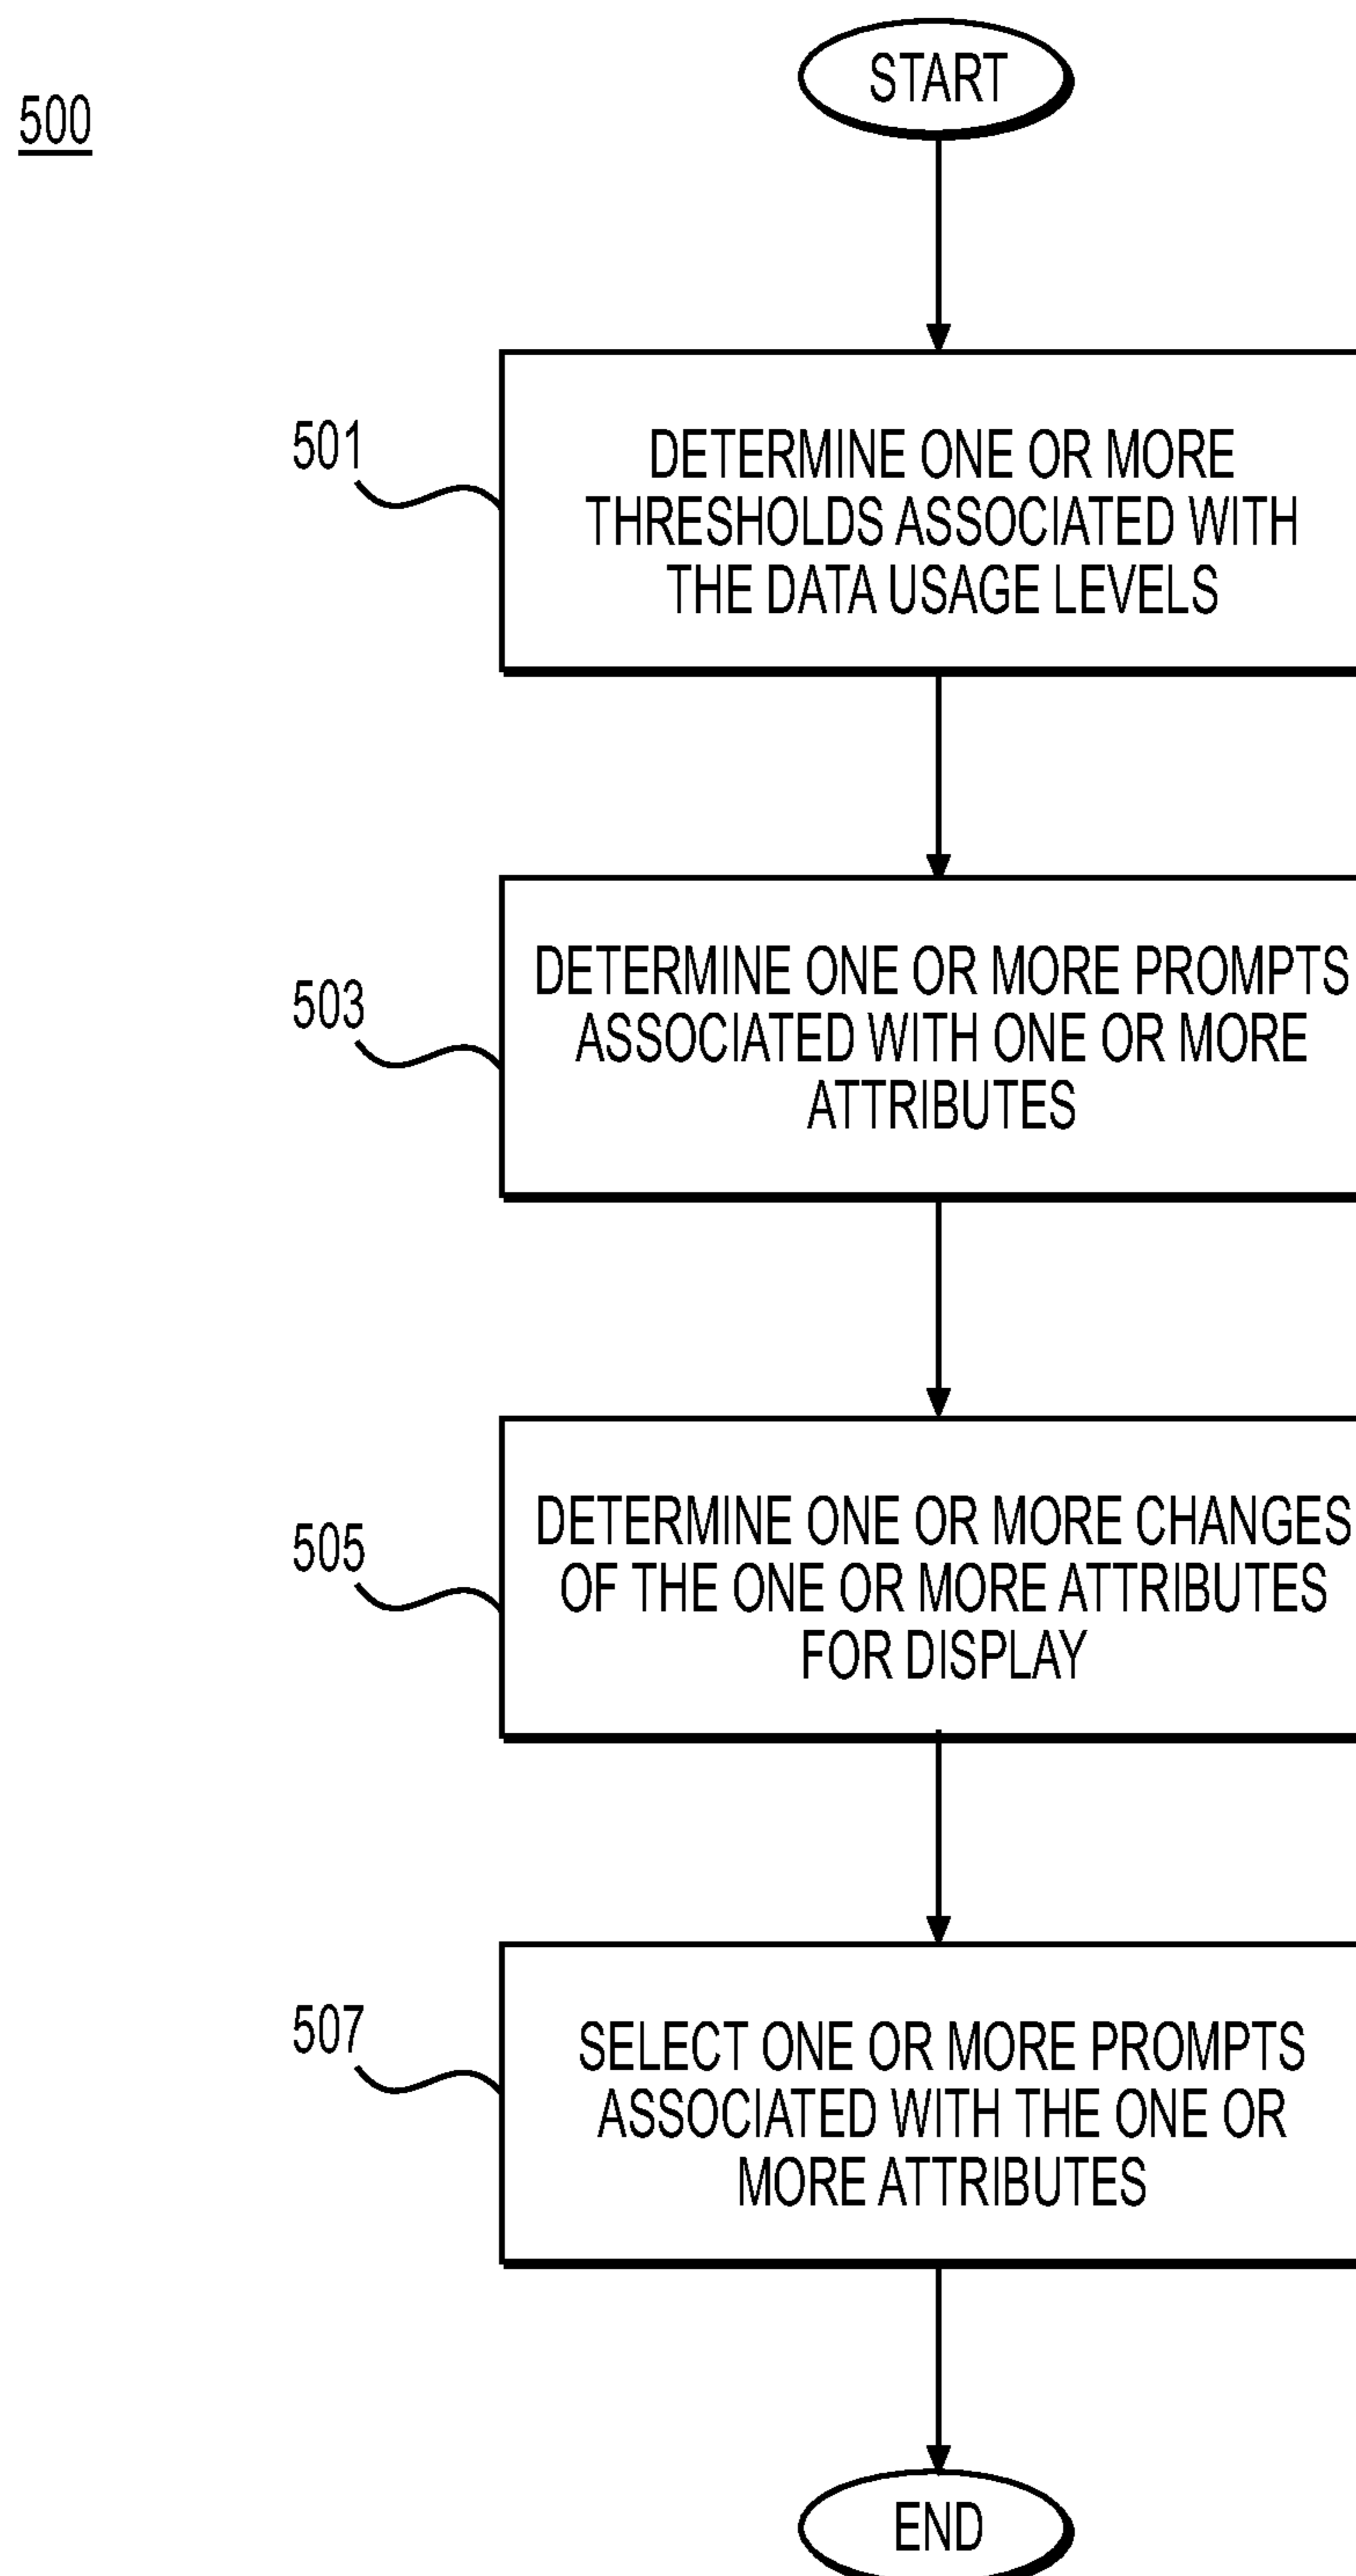 START
500
501
DETERMINE ONE OR MORE
THRESHOLDS ASSOCIATED WITH
THE DATA USAGE LEVELS
503
DETERMINE ONE OR MORE PROMPTS
ASSOCIATED WITH ONE OR MORE
ATTRIBUTES
505
DETERMINE ONE OR MORE CHANGES
OF THE ONE OR MORE ATTRIBUTES
FOR DISPLAY
507
SELECT ONE OR MORE PROMPTS
ASSOCIATED WITH THE ONE OR
MORE ATTRIBUTES
END